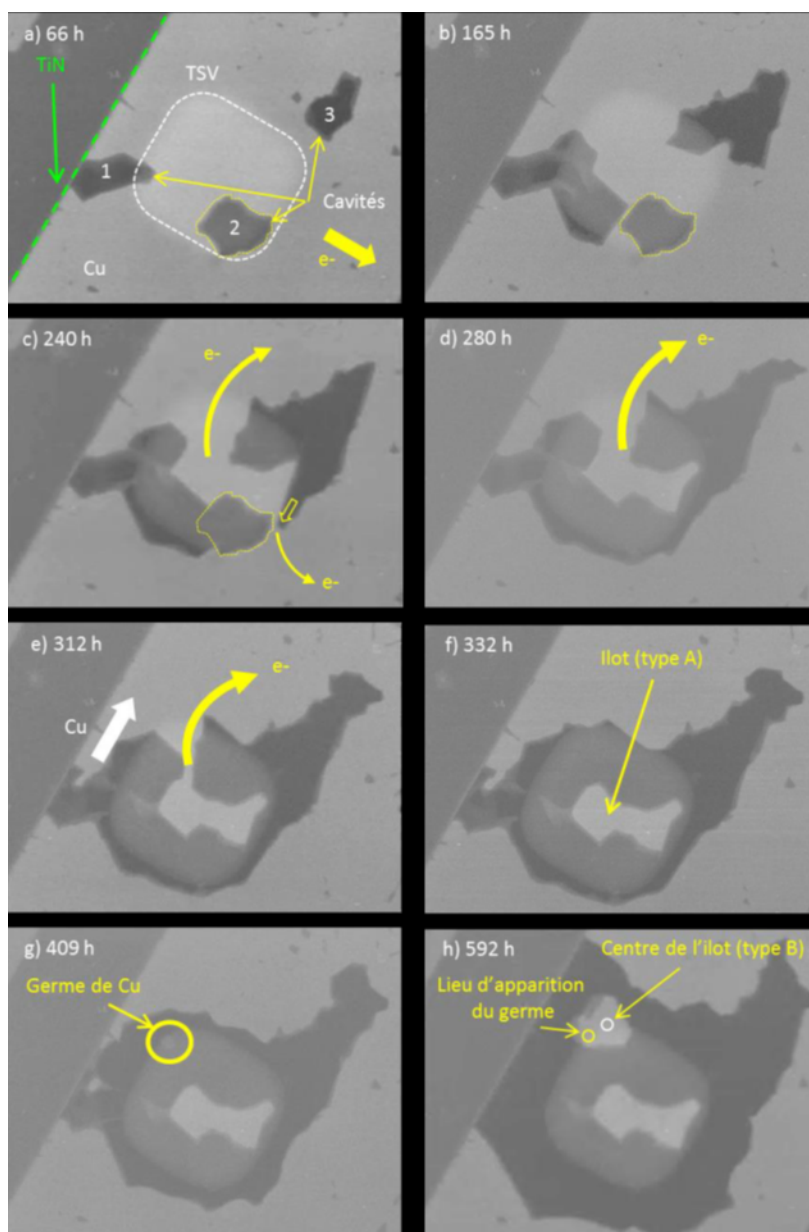 a) 66 h
TiN
TSV
3
1
2
Cavités
Cu
e-
b) 165 h
c) 240 h
e-
e-
d) 280 h
e-
e) 312 h
e-
Cu
f) 332 h
Ilot (type A)
g) 409 h
Germe de Cu
h) 592 h
Centre de l'ilot (type B)
Lieu d'apparition
du germe